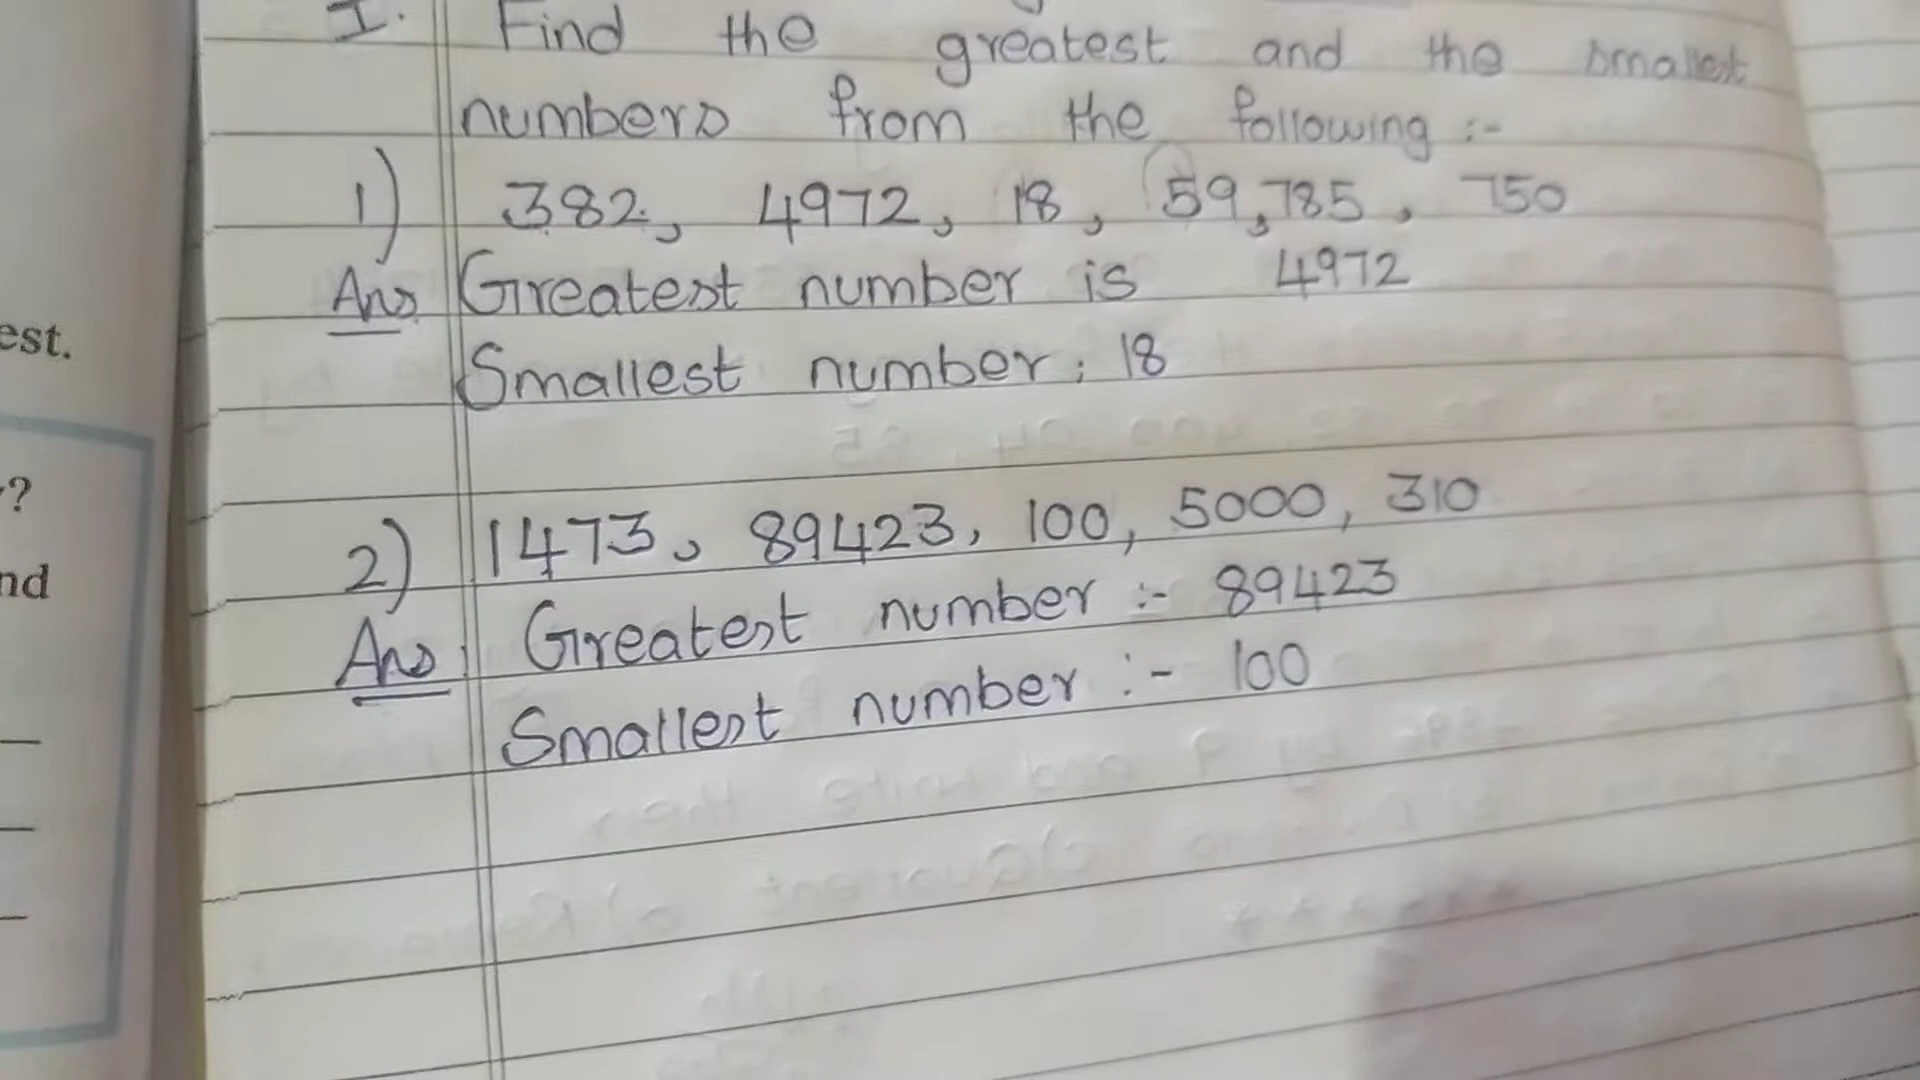 I. Find the greatest and the smallest
numbers from the following :-
1) 382, 4972, 18, 59,785, 750
Ans Greatest number is 4972
Smallest number: 18
2) 1473, 89423, 100, 5000, 310
Ans: Greatest number :- 89423
Smallest number :- 100
est.
?
nd